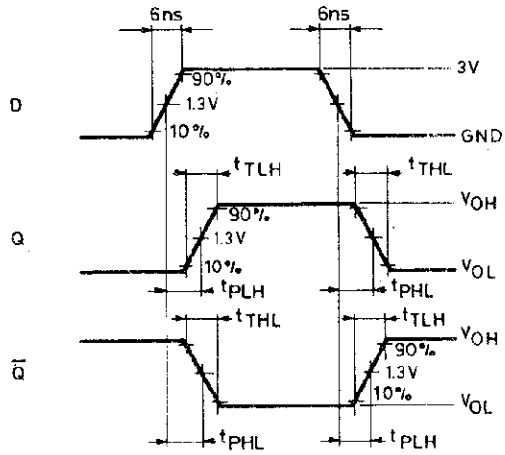 6ns 6ns
90% 3V
D 1.3V
10% GND
tTLH tTHL
90% VOH
Q 1.3V
10% VOL
tPLH tPHL
tTHL tTLH
VOH
90%
Q̅ 1.3V
10%
VOL
tPHL tPLH